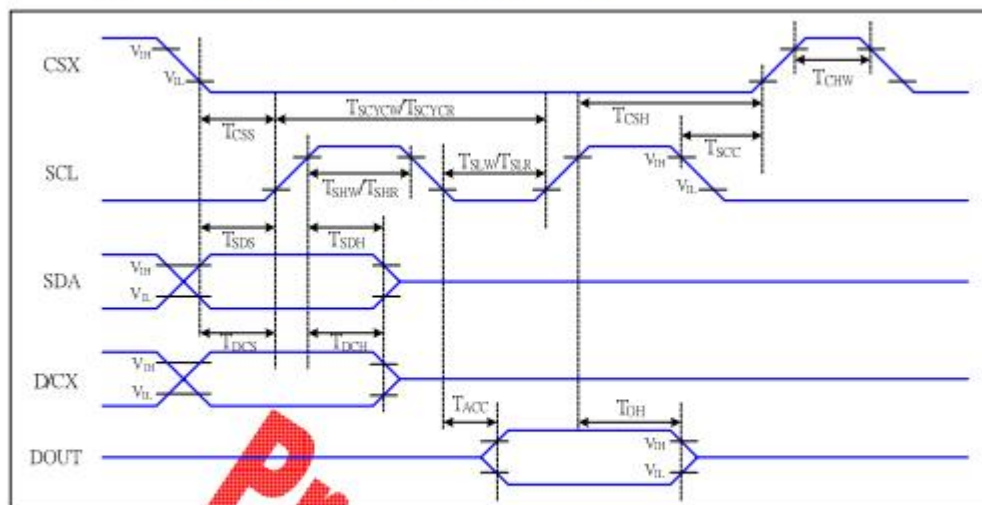 CSX
VIH
VIL
TCHW
TSCYCW/TSCYCR
TCSS
TCSH
TSCC
SCL
TSHW/TSHR
TSLW/TSLR
VIH
VIL
TSDS
TSDH
SDA
VIH
VIL
TDCS
TDCH
D/CX
VIH
VIL
TACC
TOH
DOUT
VIH
VIL